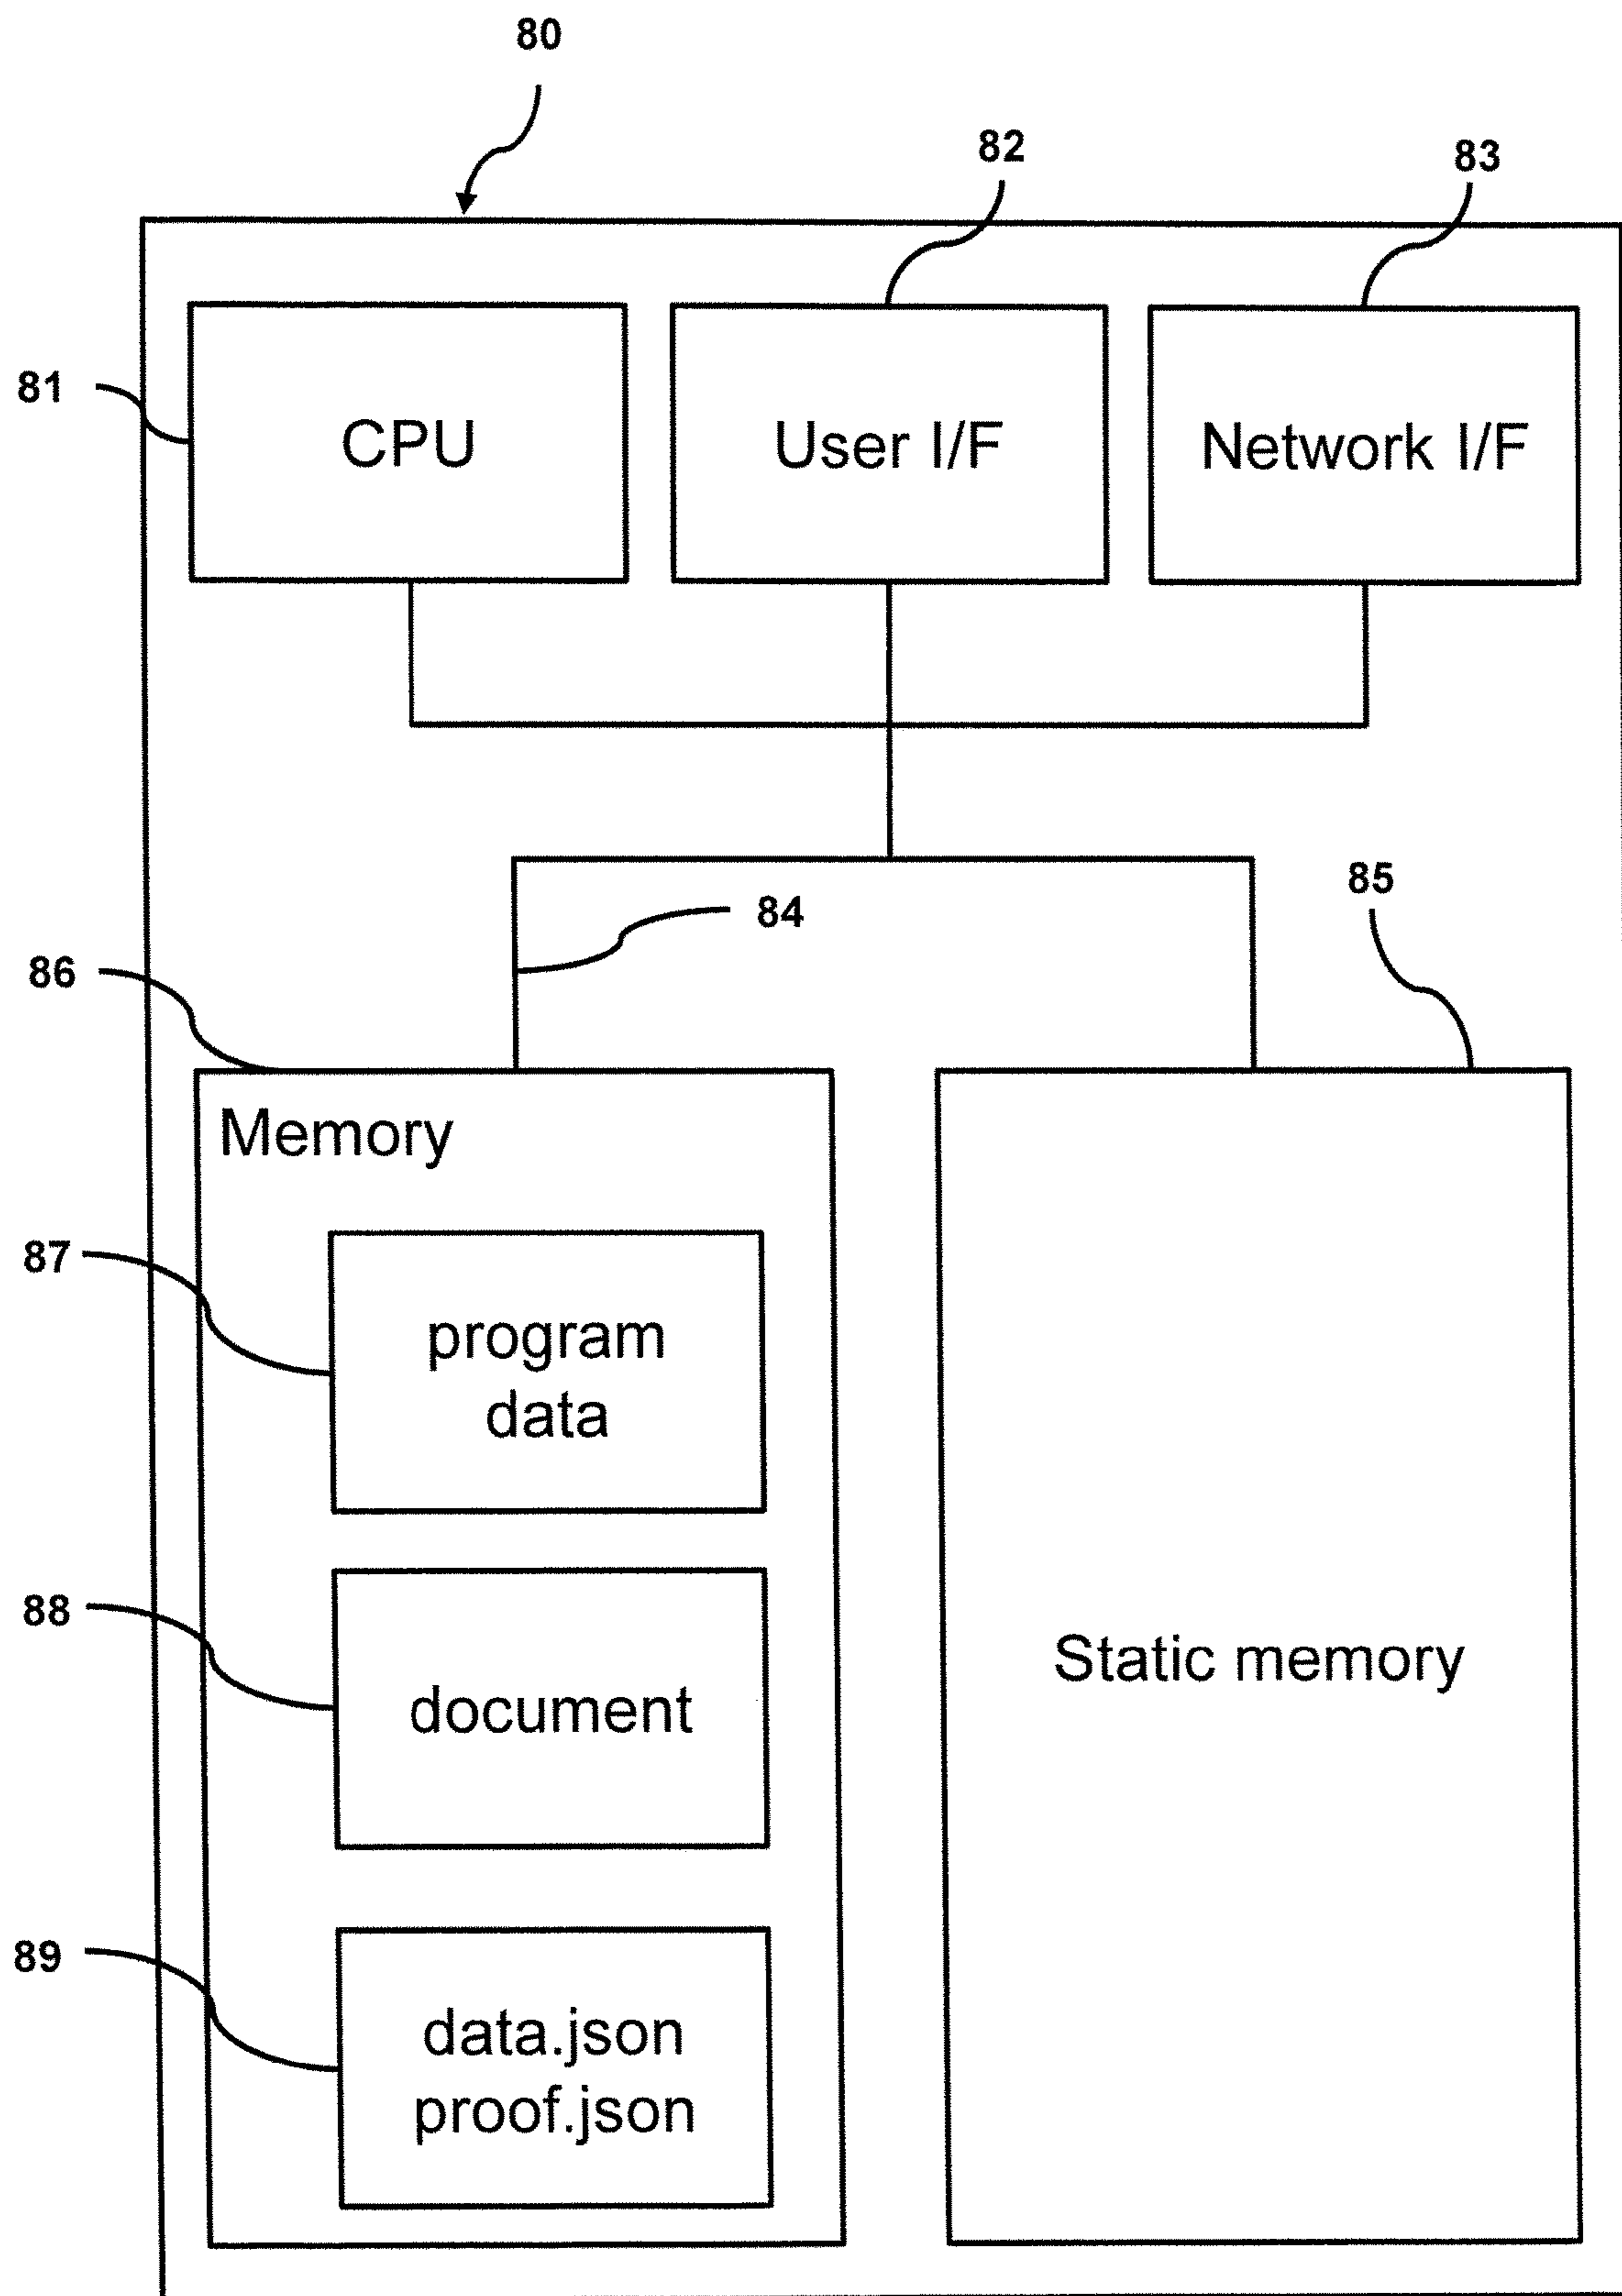 80
82
83
81
CPU
User I/F
Network I/F
85
84
86
Memory
87
program
data
88
document
Static memory
89
data.json
proof.json